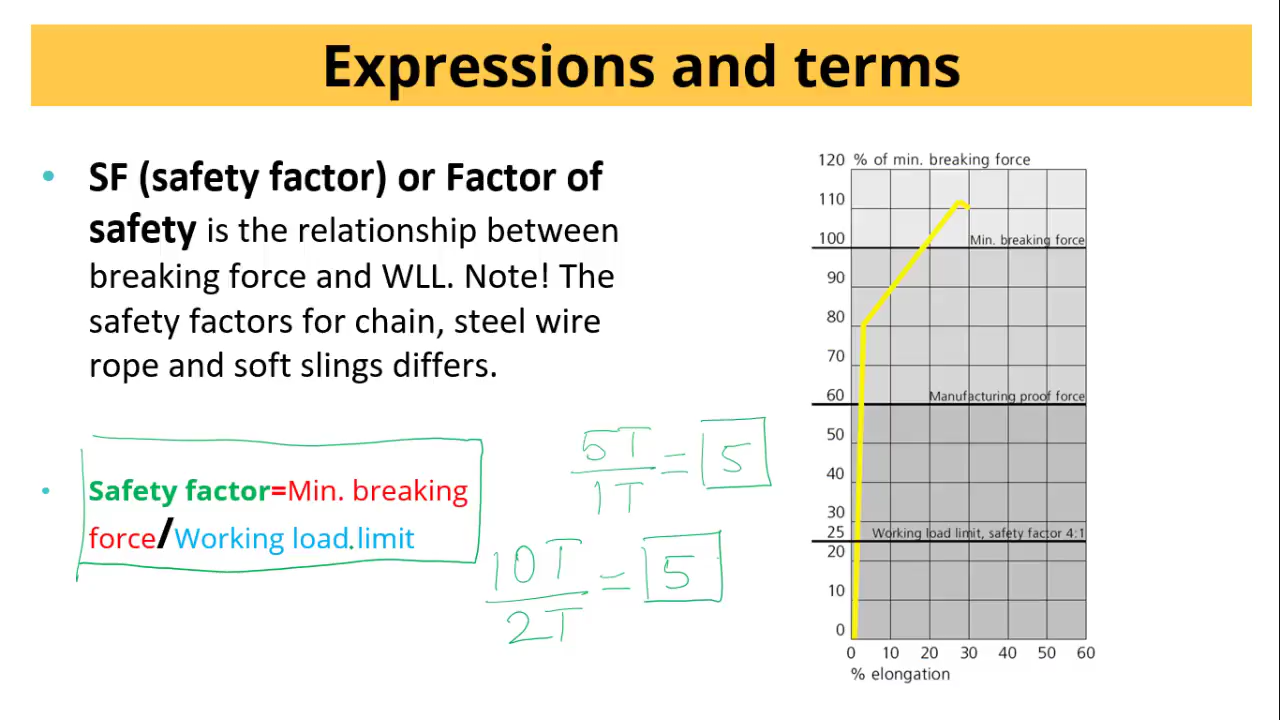 Expressions and terms
• SF (safety factor) or Factor of
safety is the relationship between
breaking force and WLL. Note! The
safety factors for chain, steel wire
rope and soft slings differs.
• Safety factor=Min. breaking
force/Working load.limit
5T
1T
= 5
10T
2T
= 5
120 % of min. breaking force
110
100 Min. breaking force
90
80
70
60 Manufacturing proof force
50
40
30
25 Working load limit, safety factor 4:1
20
10
0
0 10 20 30 40 50 60
% elongation